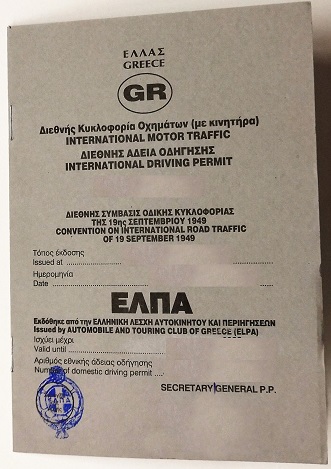 ΕΛΛΑΣ
GREECE
GR
Διεθνής Κυκλοφορία Οχημάτων (με κινητήρα)
INTERNATIONAL MOTOR TRAFFIC
ΔΙΕΘΝΗΣ ΑΔΕΙΑ ΟΔΗΓΗΣΗΣ
INTERNATIONAL DRIVING PERMIT
ΔΙΕΘΝΗΣ ΣΥΜΒΑΣΙΣ ΟΔΙΚΗΣ ΚΥΚΛΟΦΟΡΙΑΣ
ΤΗΣ 19ης ΣΕΠΤΕΜΒΡΙΟΥ 1949
CONVENTION ON INTERNATIONAL ROAD TRAFFIC
OF 19 SEPTEMBER 1949
Τόπος έκδοσης
Issued at
Ημερομηνία
Date
ΕΛΠΑ
Εκδόθηκε από την ΕΛΛΗΝΙΚΗ ΛΕΣΧΗ ΑΥΤΟΚΙΝΗΤΟΥ ΚΑΙ ΠΕΡΙΗΓΗΣΕΩΝ
Issued by AUTOMOBILE AND TOURING CLUB OF GREECE (ELPA)
Ισχύει μέχρι
Valid until
Αριθμός εθνικής άδειας οδήγησης
Number of domestic driving permit
SECRETARY GENERAL P.P.